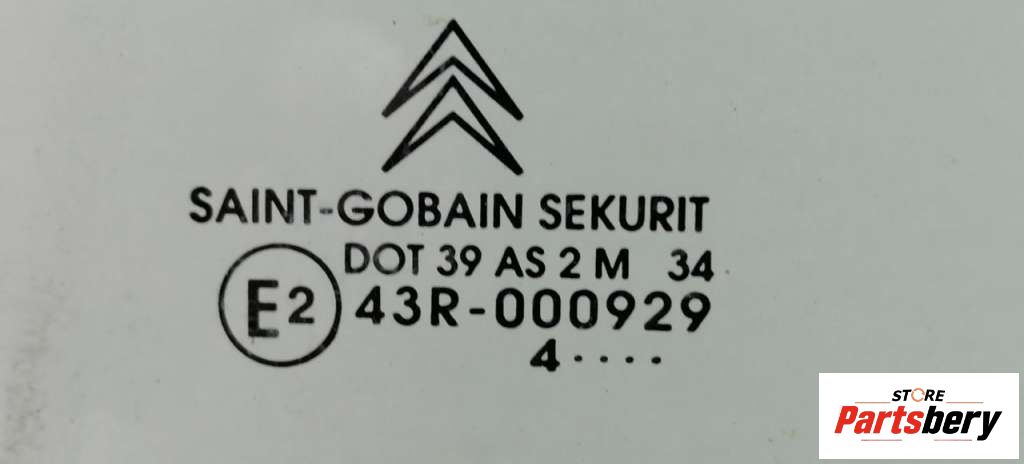 SAINT-GOBAIN SEKURIT
DOT 39 AS 2 M 34
E2 43R-000929
4 ····
STORE
Partsbery